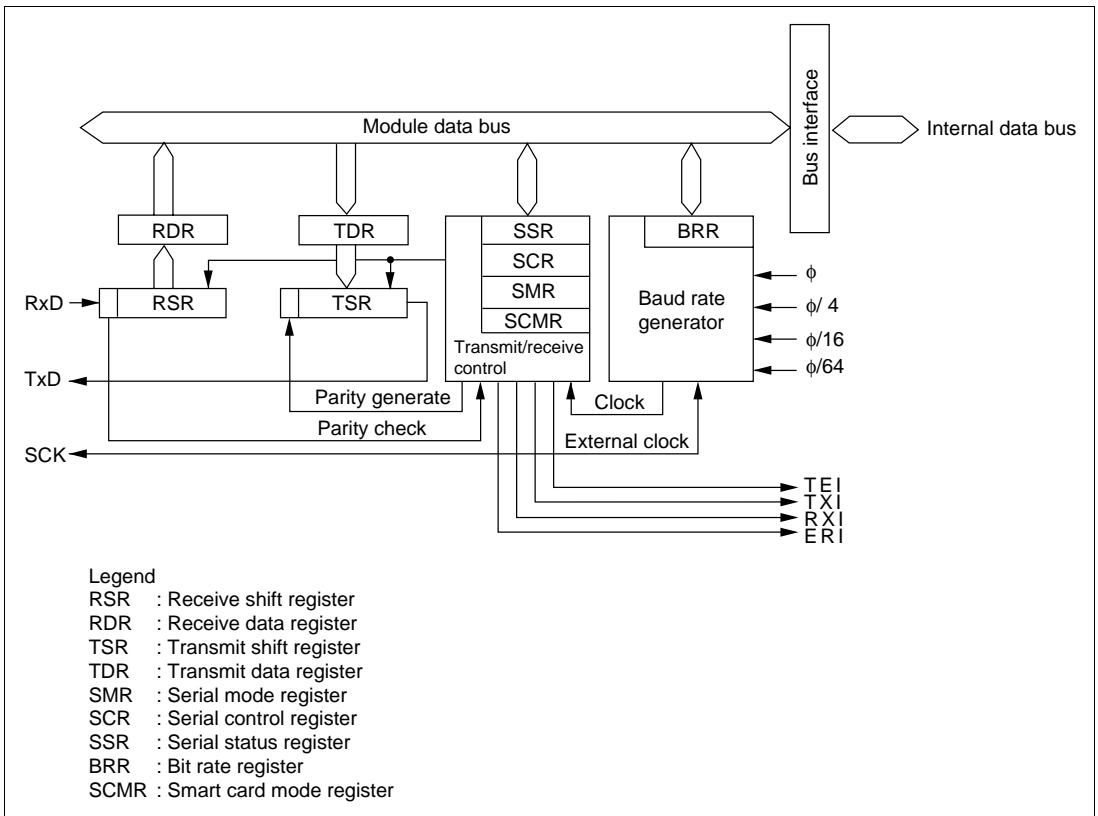 Bus interface
Module data bus
Internal data bus
RDR
TDR
SSR
BRR
SCR
SMR
SCMR
RxD
RSR
TSR
Baud rate
generator
ϕ
ϕ/ 4
ϕ/16
ϕ/64
Transmit/receive
control
TxD
Parity generate
Clock
Parity check
External clock
SCK
TEI
TXI
RXI
ERI
Legend
RSR : Receive shift register
RDR : Receive data register
TSR : Transmit shift register
TDR : Transmit data register
SMR : Serial mode register
SCR : Serial control register
SSR : Serial status register
BRR : Bit rate register
SCMR : Smart card mode register